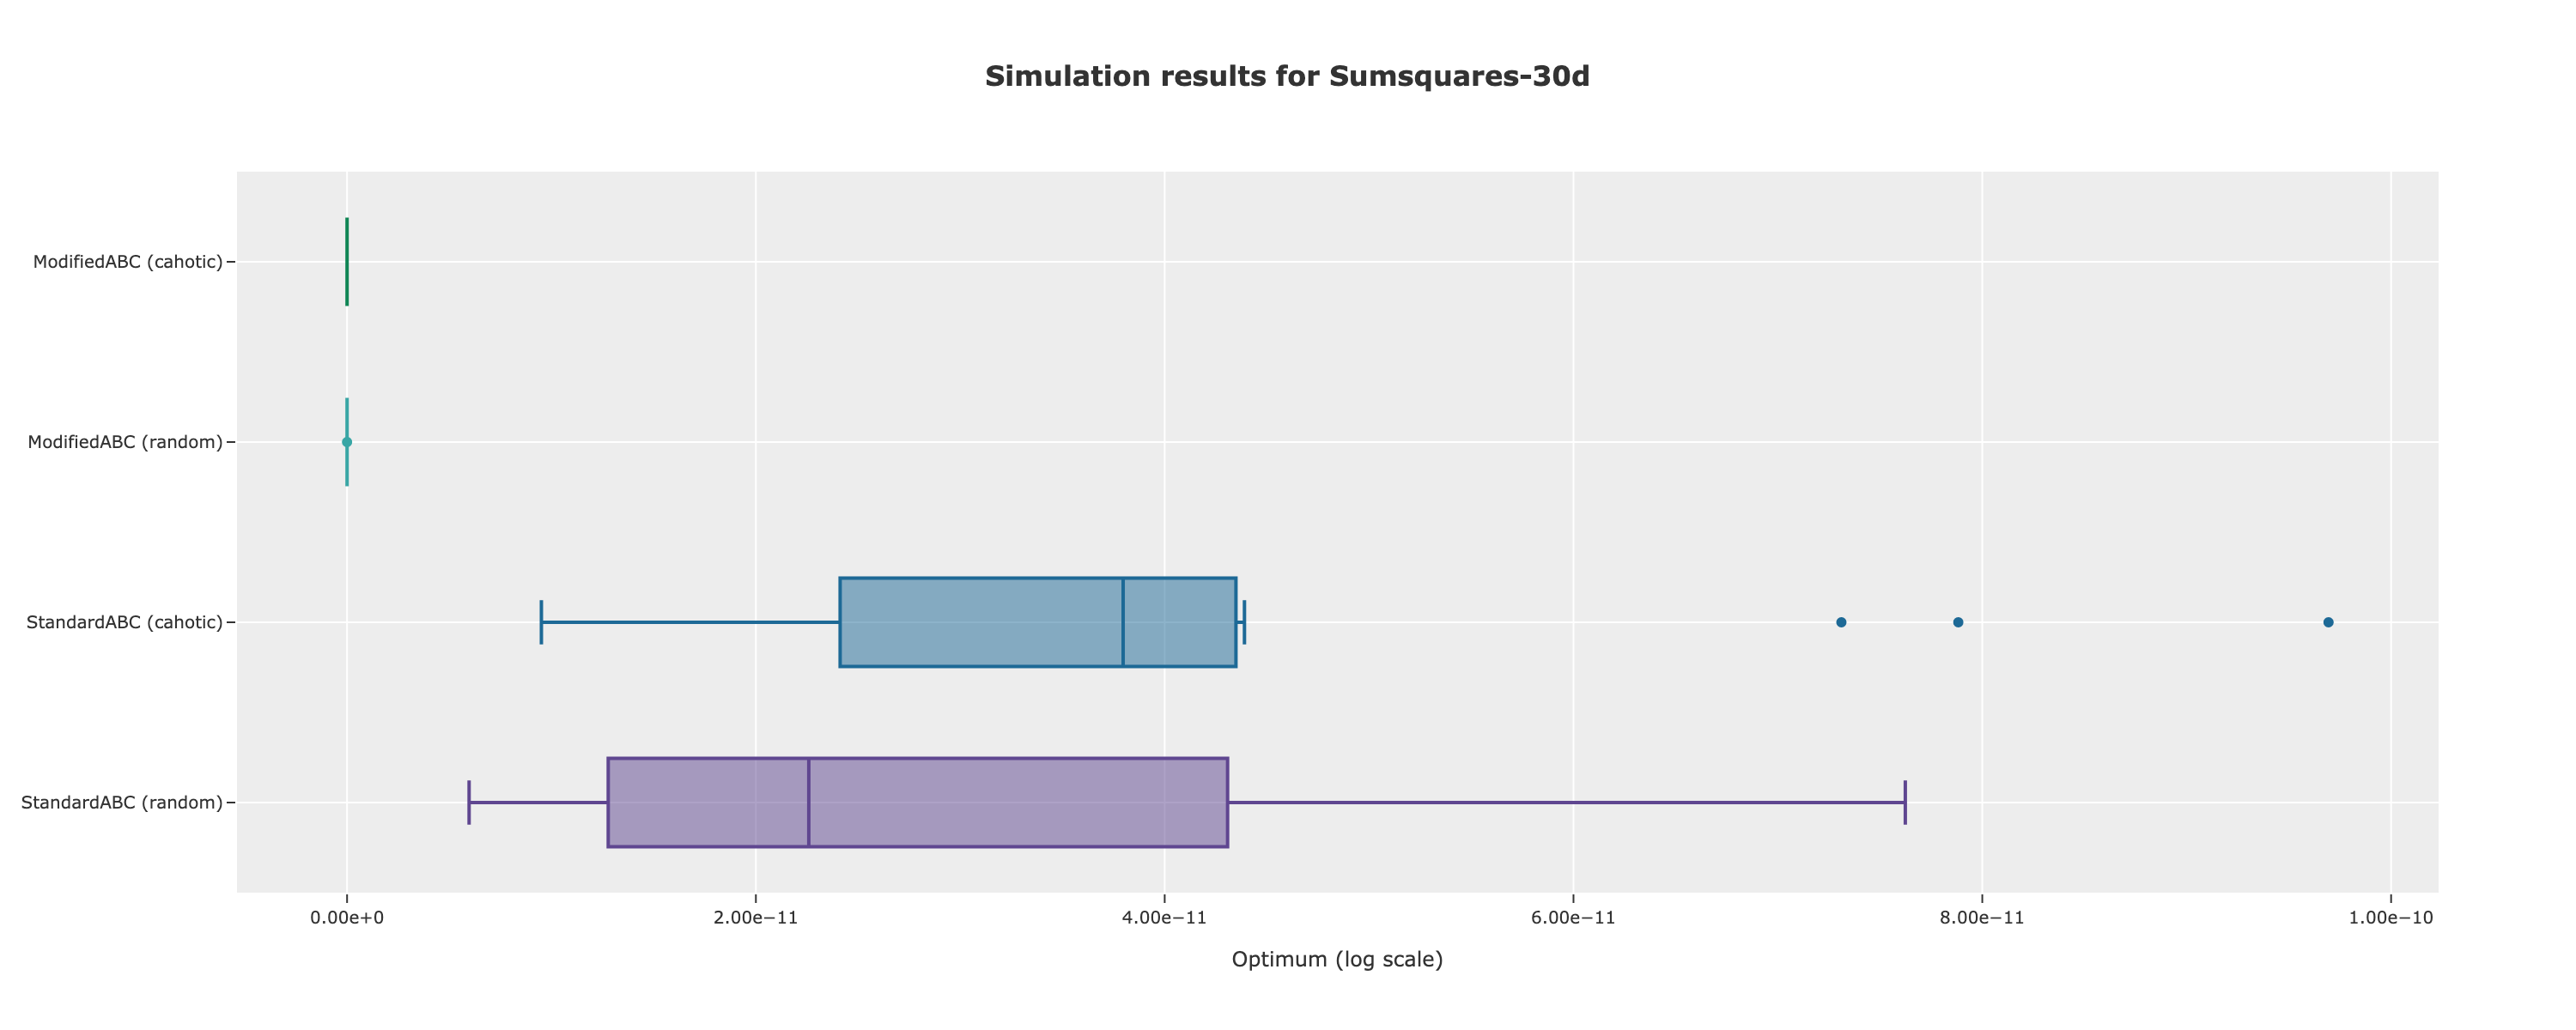 Simulation results for Sumsquares-30d
ModifiedABC (cahotic)
ModifiedABC (random)
StandardABC (cahotic)
StandardABC (random)
0.00e+0 2.00e−11 4.00e−11 6.00e−11 8.00e−11 1.00e−10
Optimum (log scale)